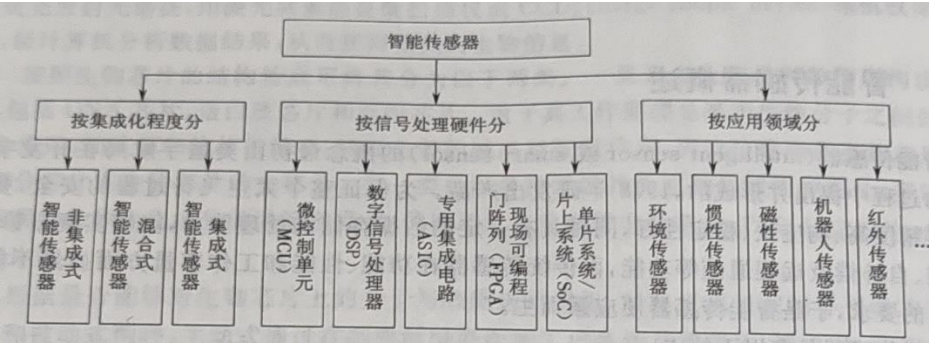 智能传感器
按集成化程度分
按信号处理硬件分
按应用领域分
非集成式
智能传感器
混合式
智能传感器
集成式
智能传感器
微控制单元
(MCU)
数字信号处理器
(DSP)
专用集成电路
(ASIC)
现场可编程
门阵列(FPGA)
单片系统/
片上系统(SCC)
环境传感器
惯性传感器
磁性传感器
机器人传感器
红外传感器
...